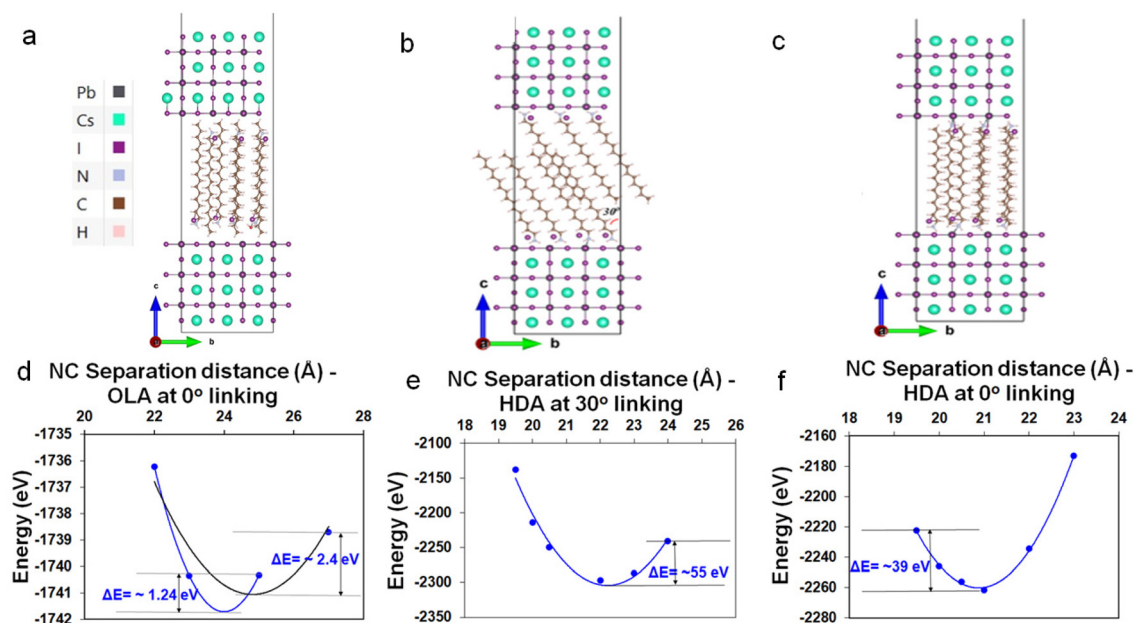 a
b
c
Pb
Cs
I
N
C
H
30°
c
b
c
a
b
c
a
b
d
NC Separation distance (Å) -
OLA at 0° linking
20 22 24 26 28
-1735
-1736
-1737
-1738
-1739
-1740
-1741
-1742
Energy (eV)
ΔE= ~ 2.4 eV
ΔE= ~ 1.24 eV
e
NC Separation distance (Å) -
HDA at 30° linking
18 19 20 21 22 23 24 25 26
-2100
-2150
-2200
-2250
-2300
-2350
Energy (eV)
ΔE= ~55 eV
f
NC Separation distance (Å) -
HDA at 0° linking
18 19 20 21 22 23
-2160
-2180
-2200
-2220
-2240
-2260
-2280
Energy (eV)
ΔE= ~39 eV